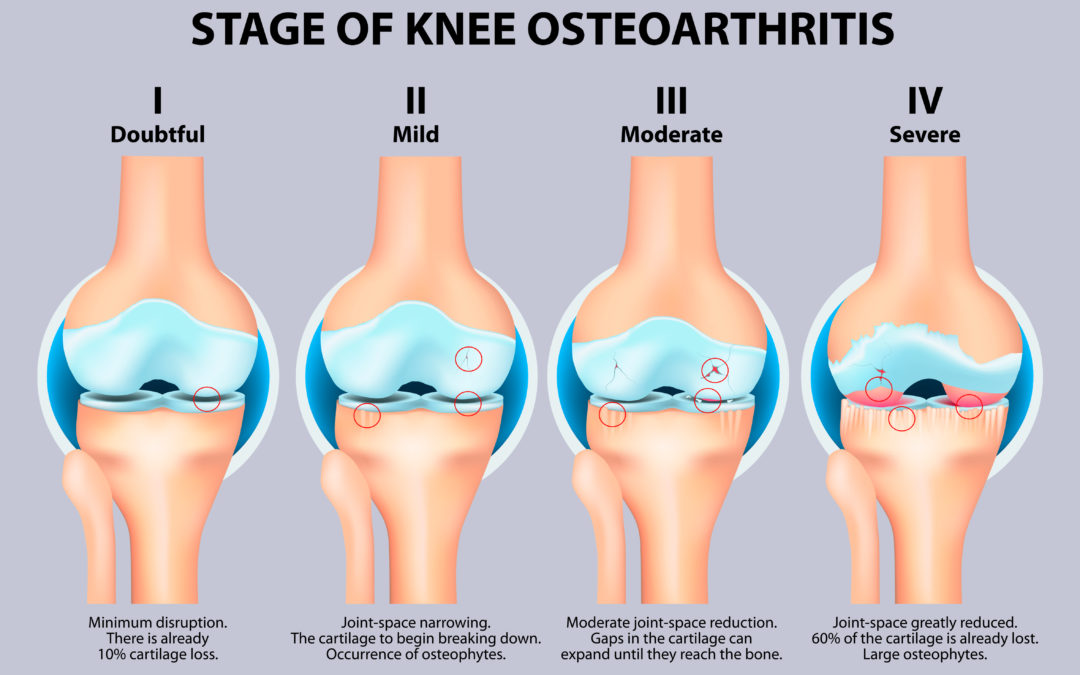 STAGE OF KNEE OSTEOARTHRITIS
I
Doubtful
II
Mild
III
Moderate
IV
Severe
Minimum disruption.
There is already
10% cartilage loss.
Joint-space narrowing.
The cartilage to begin breaking down.
Occurrence of osteophytes.
Moderate joint-space reduction.
Gaps in the cartilage can
expand until they reach the bone.
Joint-space greatly reduced.
60% of the cartilage is already lost.
Large osteophytes.